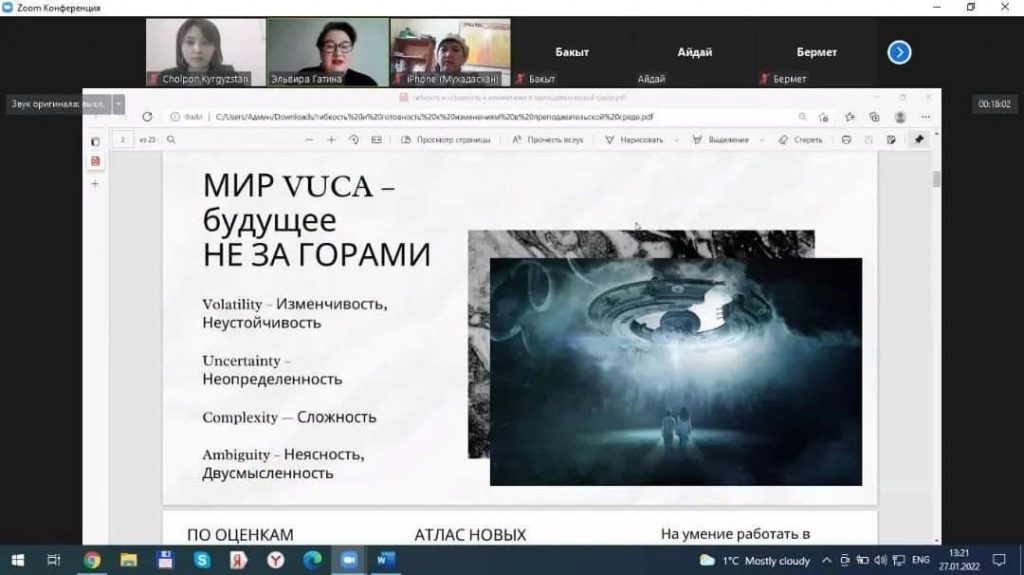 Zoom Конференция
Cholpon,Kyrgyzstan
Эльвира Гатина
iPhone (Мухадасхан)
Бакыт
Бакыт
Айдай
Айдай
Бермет
Бермет
Звук оригинала: выкл.
00:18:02
Файл
C:/Users/Админ/Downloads/гибкость%20и%20готовность%20к%20изменениям%20в%20преподавательской%20среде.pdf
2 из 23
Просмотр страницы
Прочесть вслух
Нарисовать
Выделение
Стереть
МИР VUCA –
будущее
НЕ ЗА ГОРАМИ
Volatility – Изменчивость,
Неустойчивость
Uncertainty –
Неопределенность
Complexity — Сложность
Ambiguity – Неясность,
Двусмысленность
ПО ОЦЕНКАМ
АТЛАС НОВЫХ
На умение работать в
1°C Mostly cloudy
ENG
13:21
27.01.2022